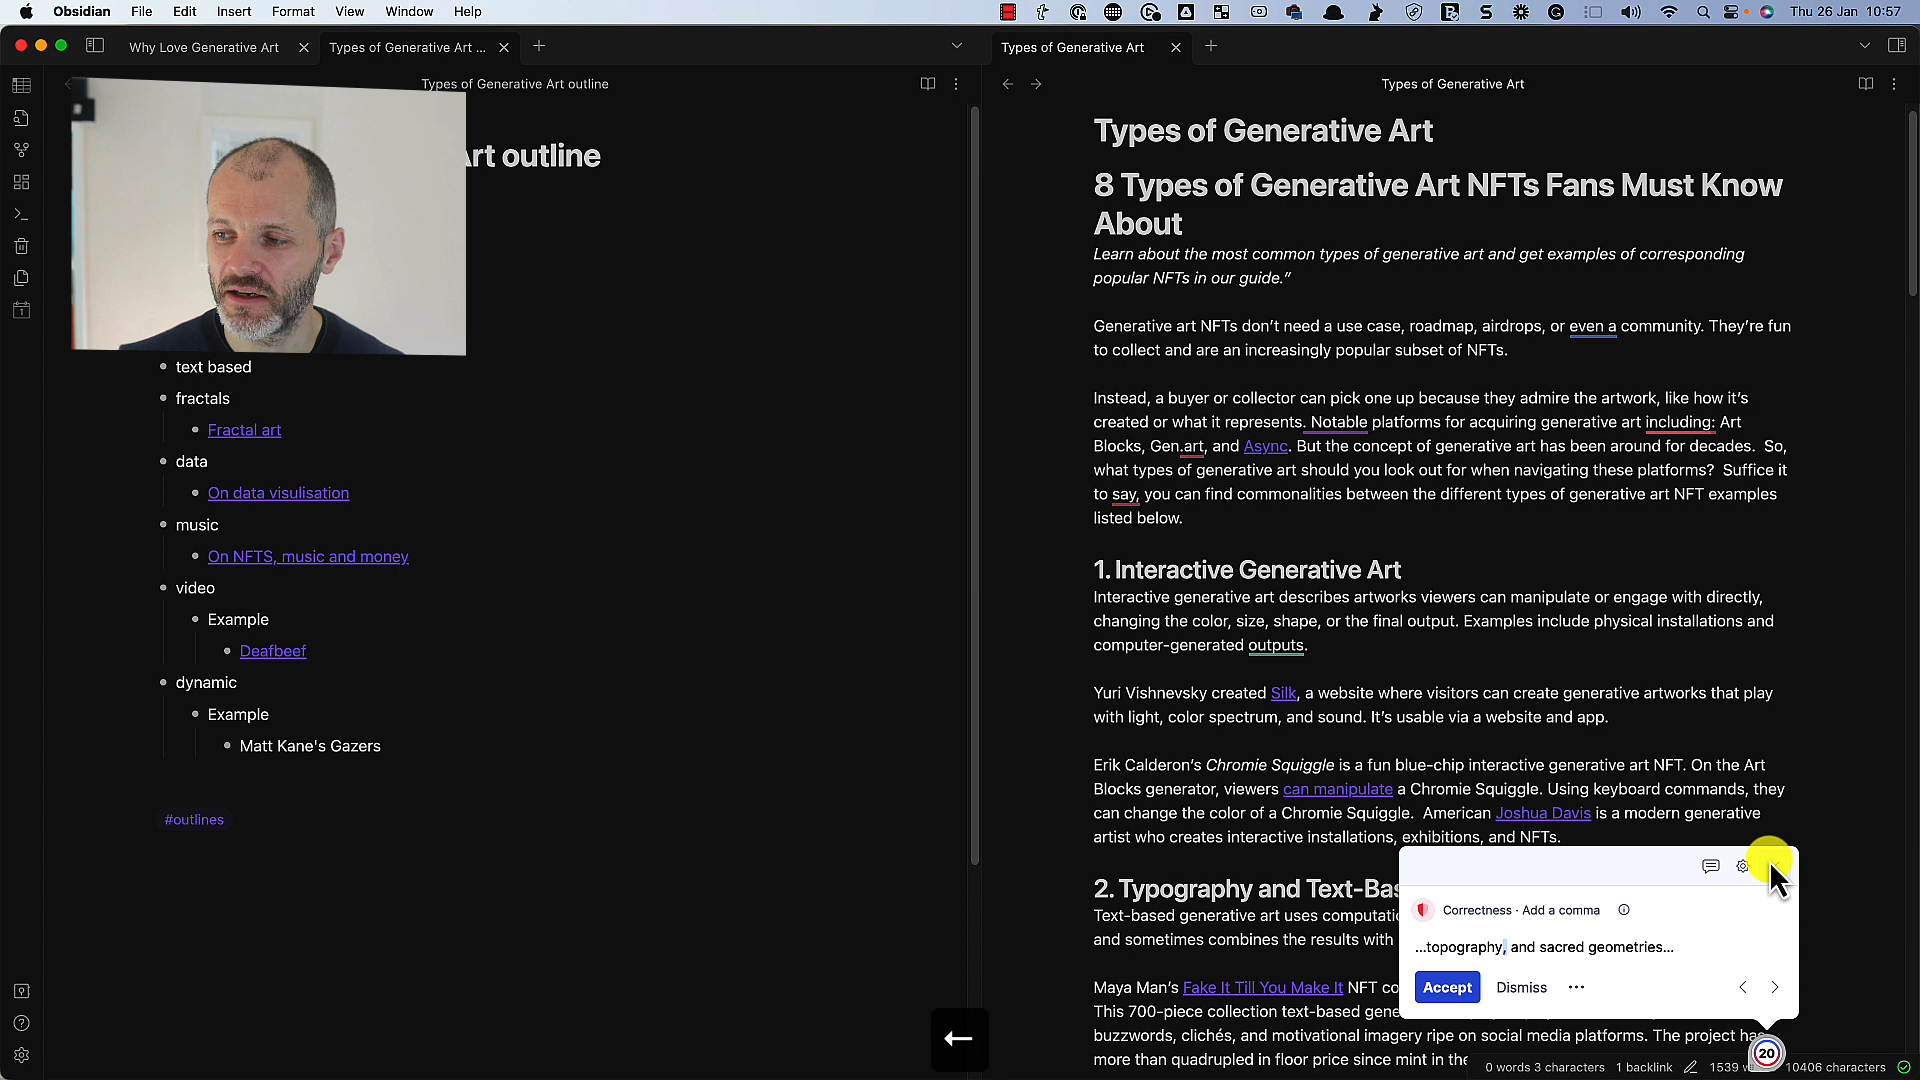 Obsidian File Edit Insert Format View Window Help
Thu 26 Jan 10:57
Why Love Generative Art
Types of Generative Art ...
Types of Generative Art
Types of Generative Art outline
Types of Generative Art
Art outline
text based
fractals
Fractal art
data
On data visulisation
music
On NFTS, music and money
video
Example
Deafbeef
dynamic
Example
Matt Kane's Gazers
#outlines
Types of Generative Art
8 Types of Generative Art NFTs Fans Must Know
About
Learn about the most common types of generative art and get examples of corresponding
popular NFTs in our guide.”
Generative art NFTs don’t need a use case, roadmap, airdrops, or even a community. They’re fun
to collect and are an increasingly popular subset of NFTs.
Instead, a buyer or collector can pick one up because they admire the artwork, like how it’s
created or what it represents. Notable platforms for acquiring generative art including: Art
Blocks, Gen.art, and Async. But the concept of generative art has been around for decades. So,
what types of generative art should you look out for when navigating these platforms? Suffice it
to say, you can find commonalities between the different types of generative art NFT examples
listed below.
1. Interactive Generative Art
Interactive generative art describes artworks viewers can manipulate or engage with directly,
changing the color, size, shape, or the final output. Examples include physical installations and
computer-generated outputs.
Yuri Vishnevsky created Silk, a website where visitors can create generative artworks that play
with light, color spectrum, and sound. It’s usable via a website and app.
Erik Calderon’s Chromie Squiggle is a fun blue-chip interactive generative art NFT. On the Art
Blocks generator, viewers can manipulate a Chromie Squiggle. Using keyboard commands, they
can change the color of a Chromie Squiggle. American Joshua Davis is a modern generative
artist who creates interactive installations, exhibitions, and NFTs.
2. Typography and Text-Bas
Text-based generative art uses computatio
and sometimes combines the results with
Maya Man’s Fake It Till You Make It NFT co
This 700-piece collection text-based gene
buzzwords, clichés, and motivational imagery ripe on social media platforms. The project has
more than quadrupled in floor price since mint in the
Correctness · Add a comma
...topography, and sacred geometries...
Accept Dismiss
20
0 words 3 characters 1 backlink 1539 w 10406 characters